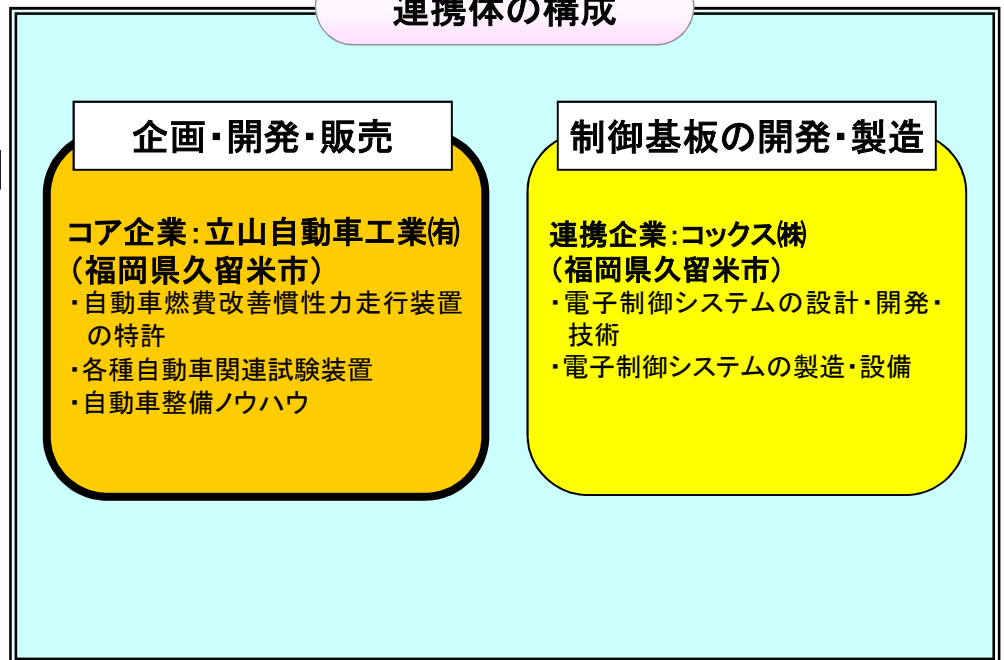 連携体の構成
企画・開発・販売
コア企業：立山自動車工業㈲
（福岡県久留米市）
・自動車燃費改善慣性力走行装置
の特許
・各種自動車関連試験装置
・自動車整備ノウハウ
制御基板の開発・製造
連携企業：コックス㈱
（福岡県久留米市）
・電子制御システムの設計・開発・
技術
・電子制御システムの製造・設備